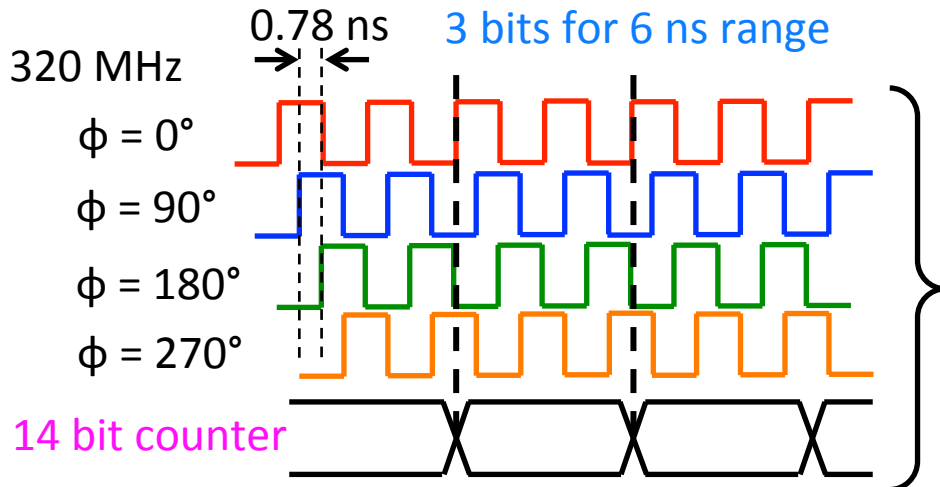 0.78 ns
3 bits for 6 ns range
320 MHz
ϕ = 0°
ϕ = 90°
ϕ = 180°
ϕ = 270°
14 bit counter